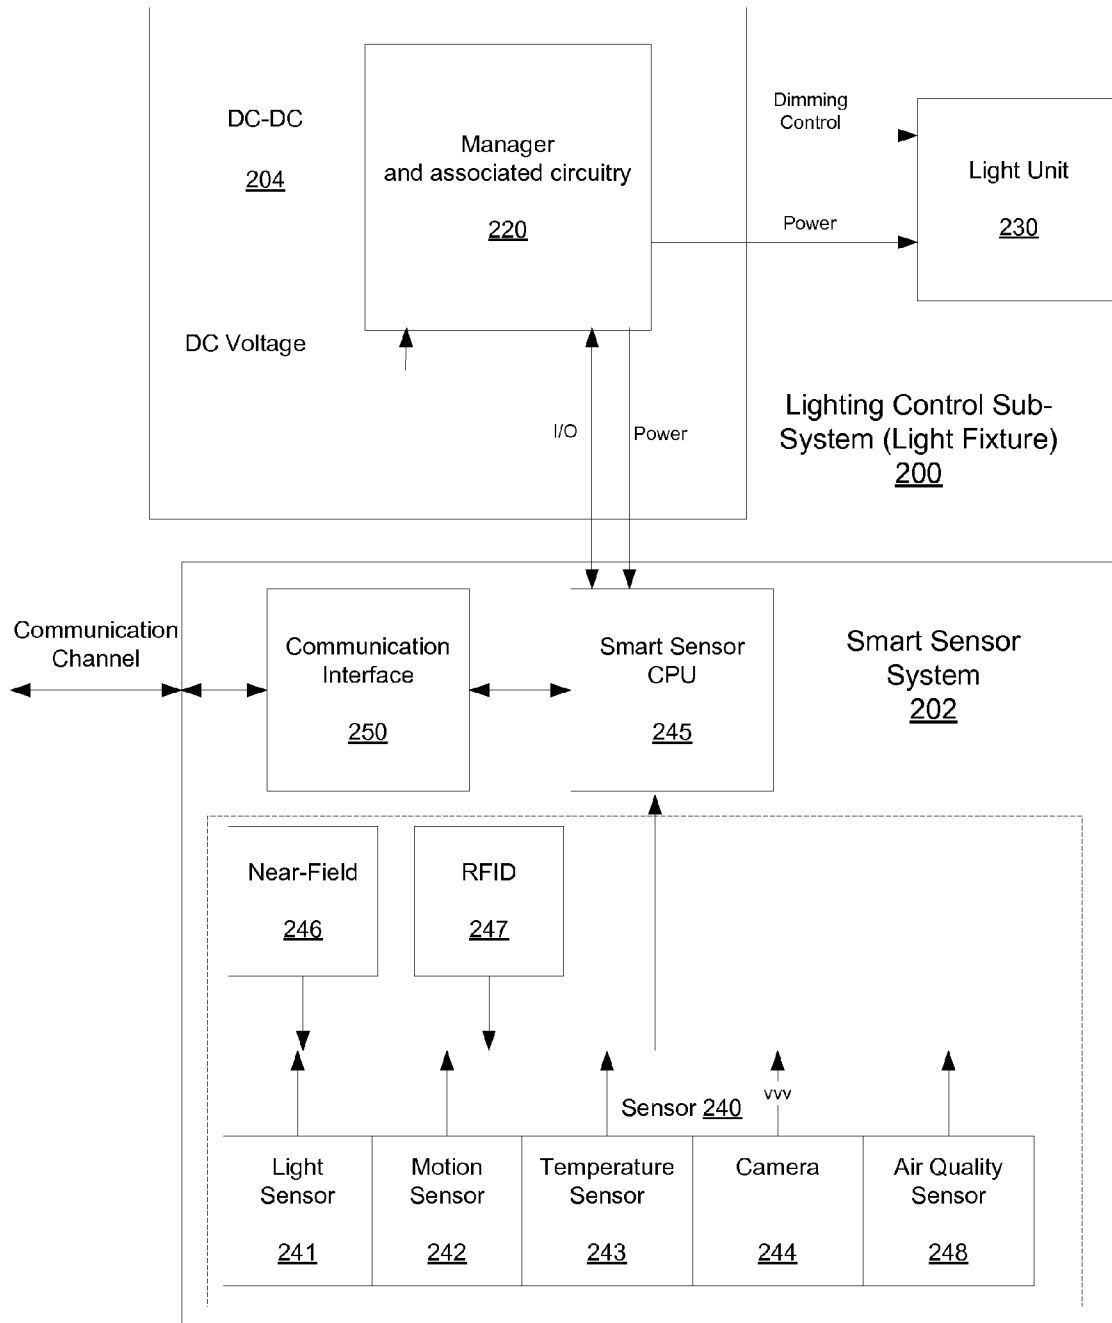 DC-DC
204
Manager
and associated circuitry
220
Dimming
Control
Light Unit
230
Power
DC Voltage
I/O
Power
Lighting Control Sub-
System (Light Fixture)
200
Communication
Channel
Communication
Interface
250
Smart Sensor
CPU
245
Smart Sensor
System
202
Near-Field
246
RFID
247
Sensor 240
vvv
Light
Sensor
241
Motion
Sensor
242
Temperature
Sensor
243
Camera
244
Air Quality
Sensor
248